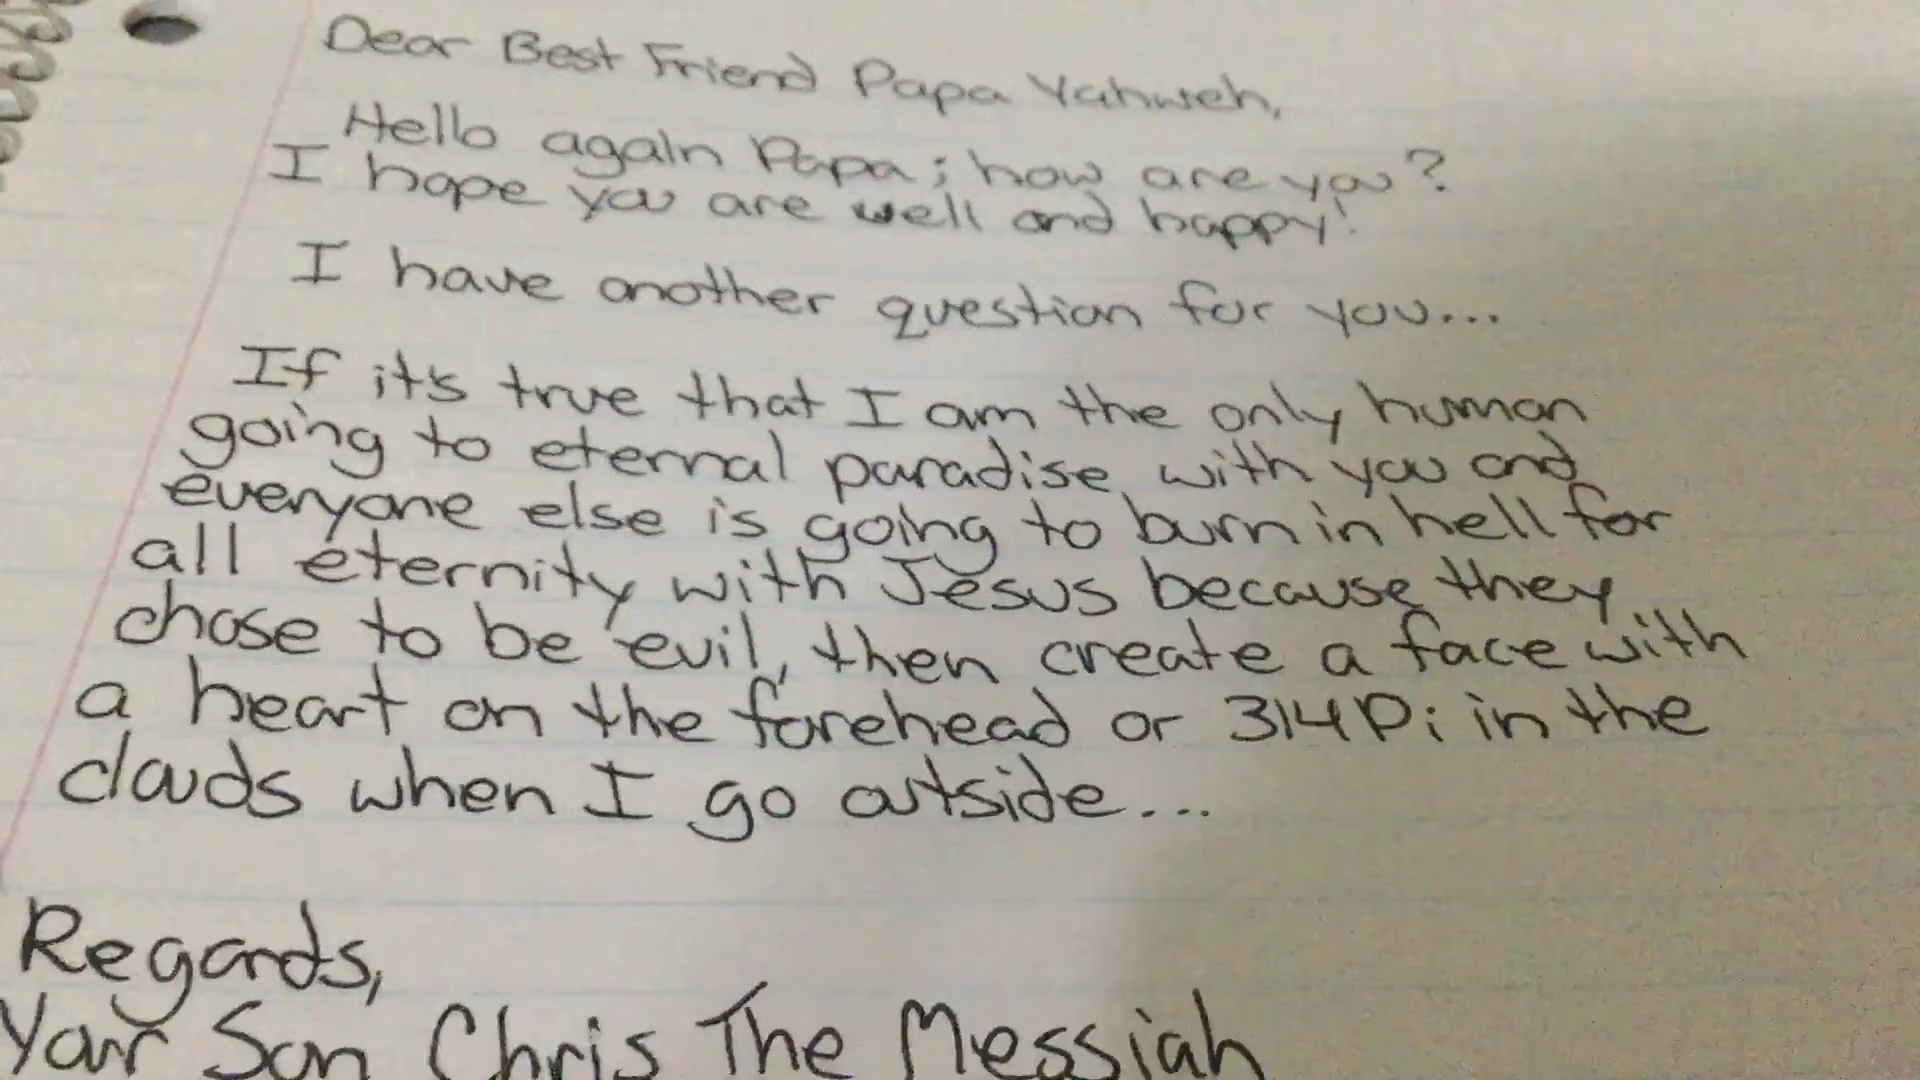 Dear Best Friend Papa Yahweh,
Hello again Papa; how are you?
I hope you are well and happy!
I have another question for you...
If it's true that I am the only human
going to eternal paradise with you and
everyone else is going to burn in hell for
all eternity with Jesus because they
chose to be evil, then create a face with
a heart on the forehead or 314Pi in the
clouds when I go outside...
Regards,
Your Son Chris The Messiah